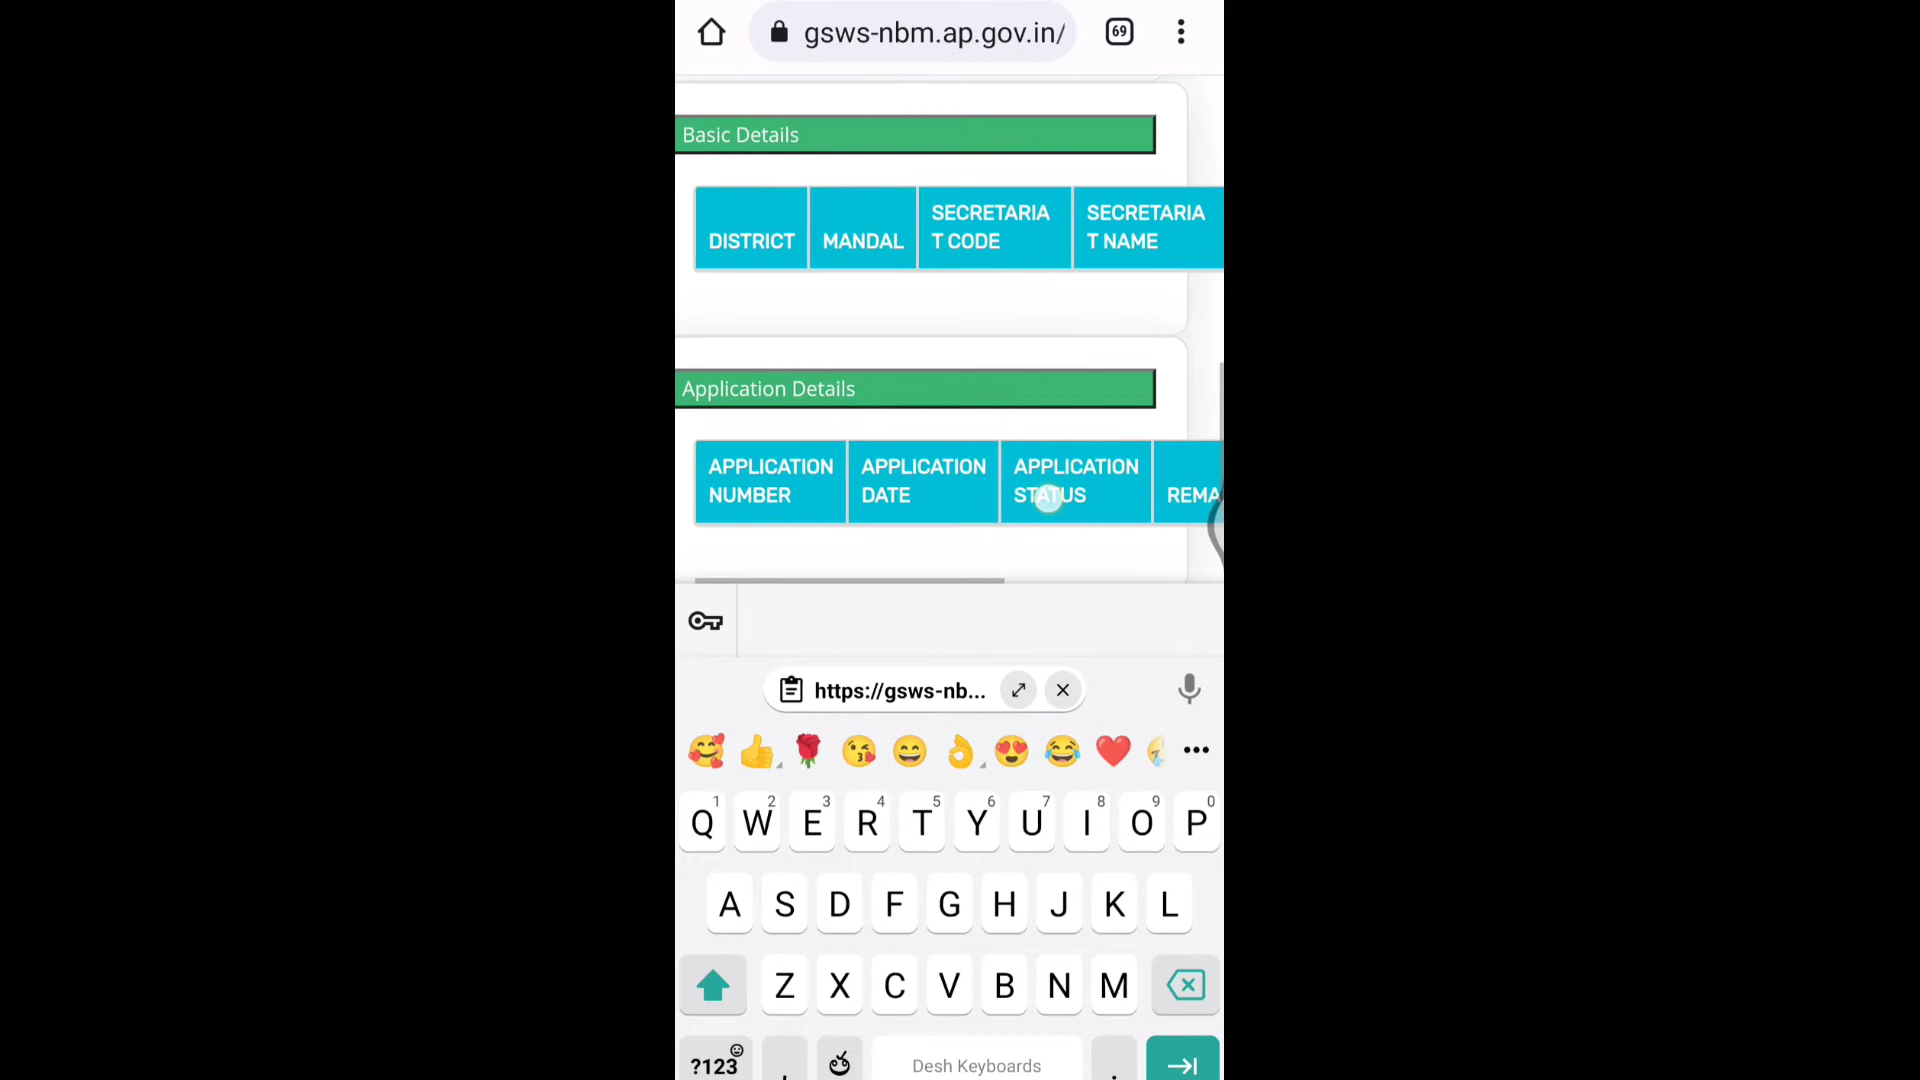 gsws-nbm.ap.gov.in/
69
Basic Details
DISTRICT MANDAL SECRETARIA T CODE SECRETARIA T NAME
Application Details
APPLICATION NUMBER APPLICATION DATE APPLICATION STATUS REMA
https://gsws-nb...
1 2 3 4 5 6 7 8 9 0
Q W E R T Y U I O P
A S D F G H J K L
Z X C V B N M
?123 , Desh Keyboards .